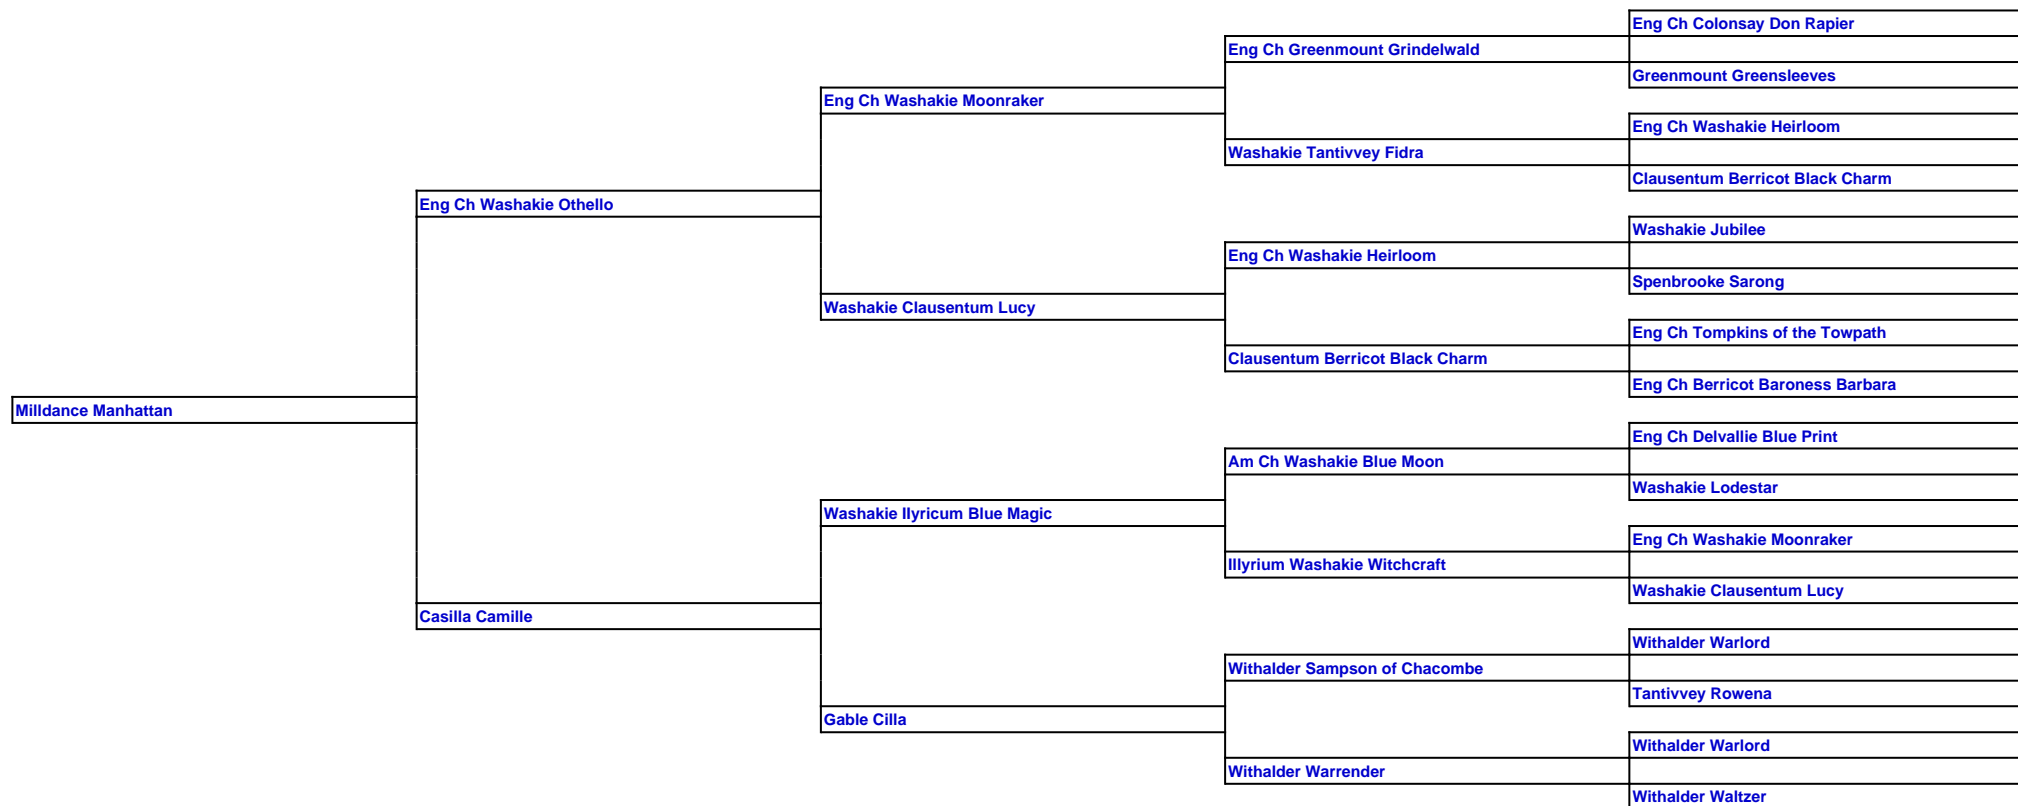 Eng Ch Colonsay Don Rapier
Eng Ch Greenmount Grindelwald
Greenmount Greensleeves
Eng Ch Washakie Moonraker
Eng Ch Washakie Heirloom
Washakie Tantivvey Fidra
Clausentum Berricot Black Charm
Eng Ch Washakie Othello
Washakie Jubilee
Eng Ch Washakie Heirloom
Spenbrooke Sarong
Washakie Clausentum Lucy
Eng Ch Tompkins of the Towpath
Clausentum Berricot Black Charm
Eng Ch Berricot Baroness Barbara
Milldance Manhattan
Eng Ch Delvallie Blue Print
Am Ch Washakie Blue Moon
Washakie Lodestar
Washakie Ilyricum Blue Magic
Eng Ch Washakie Moonraker
Illyrium Washakie Witchcraft
Washakie Clausentum Lucy
Casilla Camille
Withalder Warlord
Withalder Sampson of Chacombe
Tantivvey Rowena
Gable Cilla
Withalder Warlord
Withalder Warrender
Withalder Waltzer